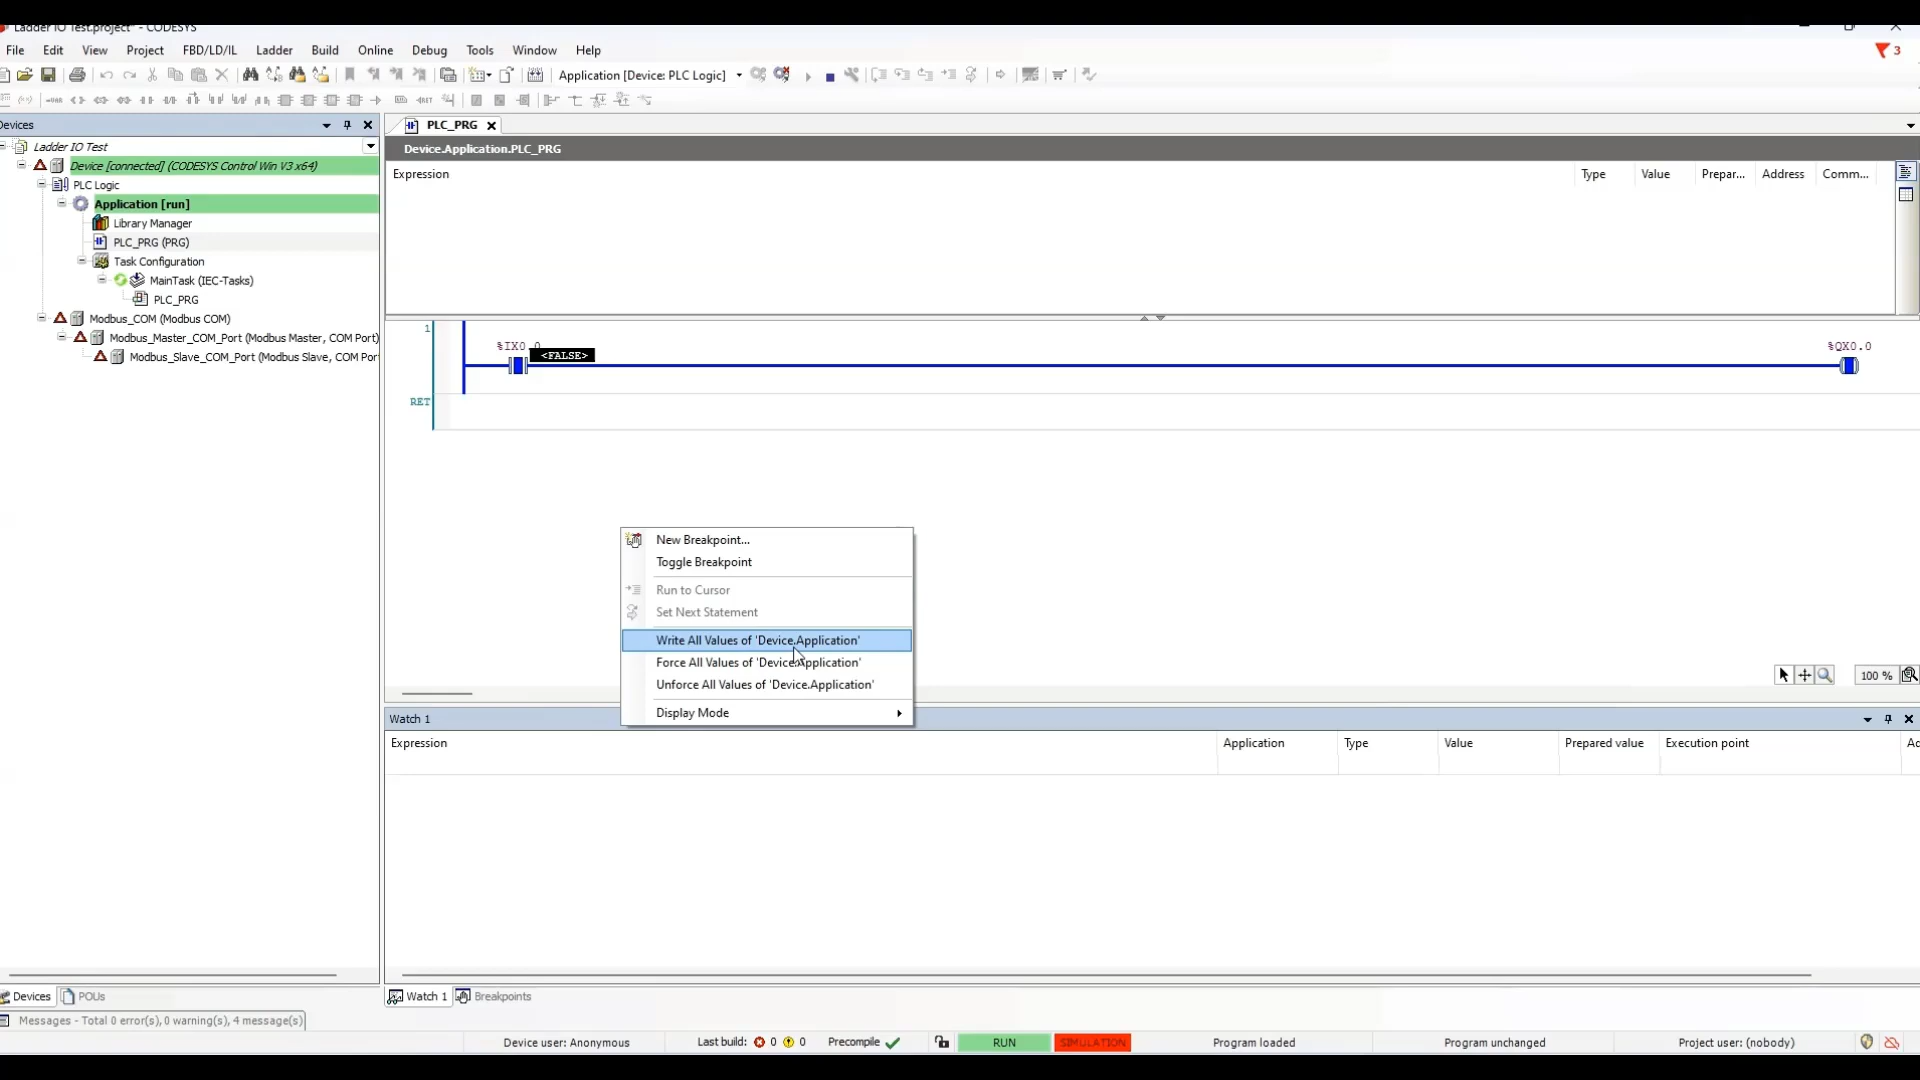 Ladder IO Test.project* - CODESYS
File Edit View Project FBD/LD/IL Ladder Build Online Debug Tools Window Help
3
Application [Device: PLC Logic]
Devices
PLC_PRG
Ladder IO Test
Device.Application.PLC_PRG
Device [connected] (CODESYS Control Win V3 x64)
Expression Type Value Prepar... Address Comm...
PLC Logic
Application [run]
Library Manager
PLC_PRG (PRG)
Task Configuration
MainTask (IEC-Tasks)
PLC_PRG
Modbus_COM (Modbus COM)
Modbus_Master_COM_Port (Modbus Master, COM Port)
Modbus_Slave_COM_Port (Modbus Slave, COM Por
1
%IX0.0 <FALSE> %QX0.0
RET
New Breakpoint...
Toggle Breakpoint
Run to Cursor
Set Next Statement
Write All Values of 'Device.Application'
Force All Values of 'Device.Application'
Unforce All Values of 'Device.Application'
Display Mode
100 %
Watch 1
Expression Application Type Value Prepared value Execution point Ad
Devices POUs Watch 1 Breakpoints
Messages - Total 0 error(s), 0 warning(s), 4 message(s)
Device user: Anonymous Last build: 0 0 Precompile RUN SIMULATION Program loaded Program unchanged Project user: (nobody)